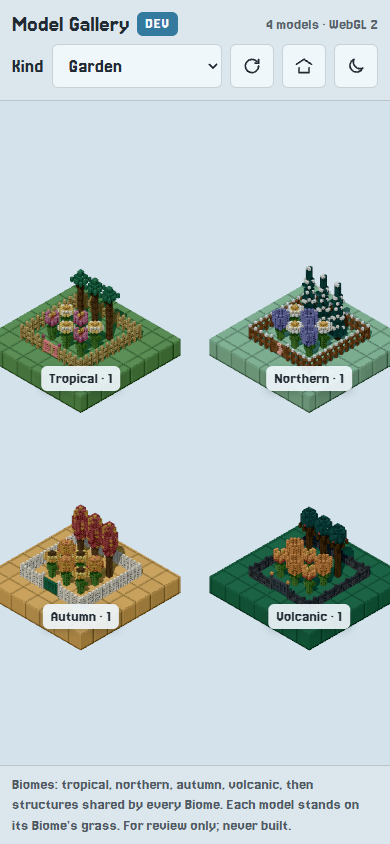 Model Gallery DEV 4 models · WebGL 2
Kind Garden
Tropical · 1 Northern · 1
Autumn · 1 Volcanic · 1
Biomes: tropical, northern, autumn, volcanic, then
structures shared by every Biome. Each model stands on
its Biome's grass. For review only; never built.